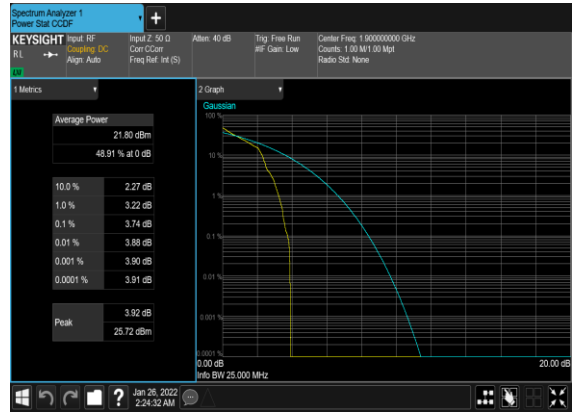 Spectrum Analyzer 1
Power Stat CCDF
+
KEYSIGHT Input: RF Input Z: 50 Ω Atten: 40 dB Trig: Free Run Center Freq: 1.900000000 GHz
RL Coupling: DC Corr CCorr #IF Gain: Low Counts: 1.00 M/1.00 Mpt
Align: Auto Freq Ref: Int (S) Radio Std: None
1 Metrics
2 Graph
Average Power
21.80 dBm
48.91 % at 0 dB
10.0 % 2.27 dB
1.0 % 3.22 dB
0.1 % 3.74 dB
0.01 % 3.88 dB
0.001 % 3.90 dB
0.0001 % 3.91 dB
Peak 3.92 dB
25.72 dBm
Gaussian
100 %
10 %
1 %
0.1 %
0.01 %
0.001 %
0.0001 %
0.00 dB 20.00 dB
Info BW 25.000 MHz
? Jan 26, 2022
2:24:32 AM